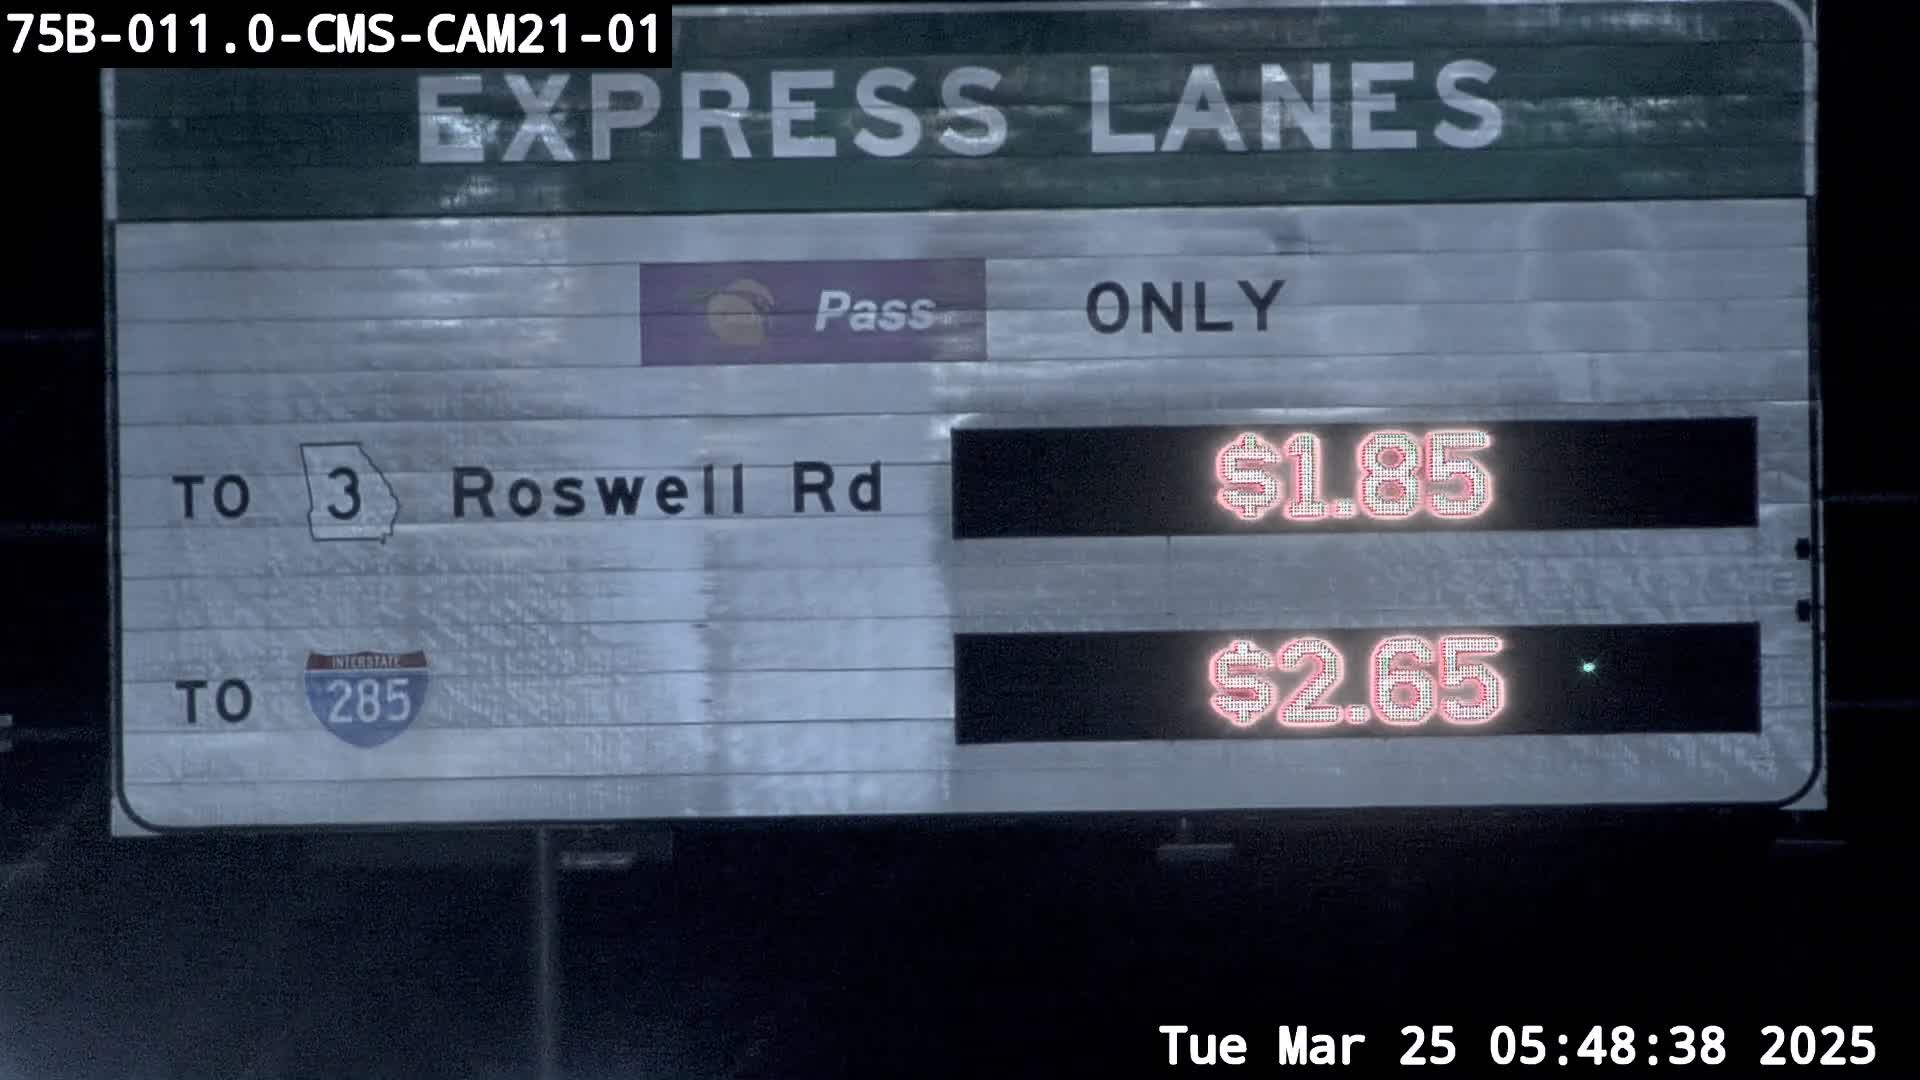 75B-011.0-CMS-CAM21-01
EXPRESS LANES
Pass ONLY
TO 3 Roswell Rd $1.85
INTERSTATE
TO 285 $2.65
Tue Mar 25 05:48:38 2025